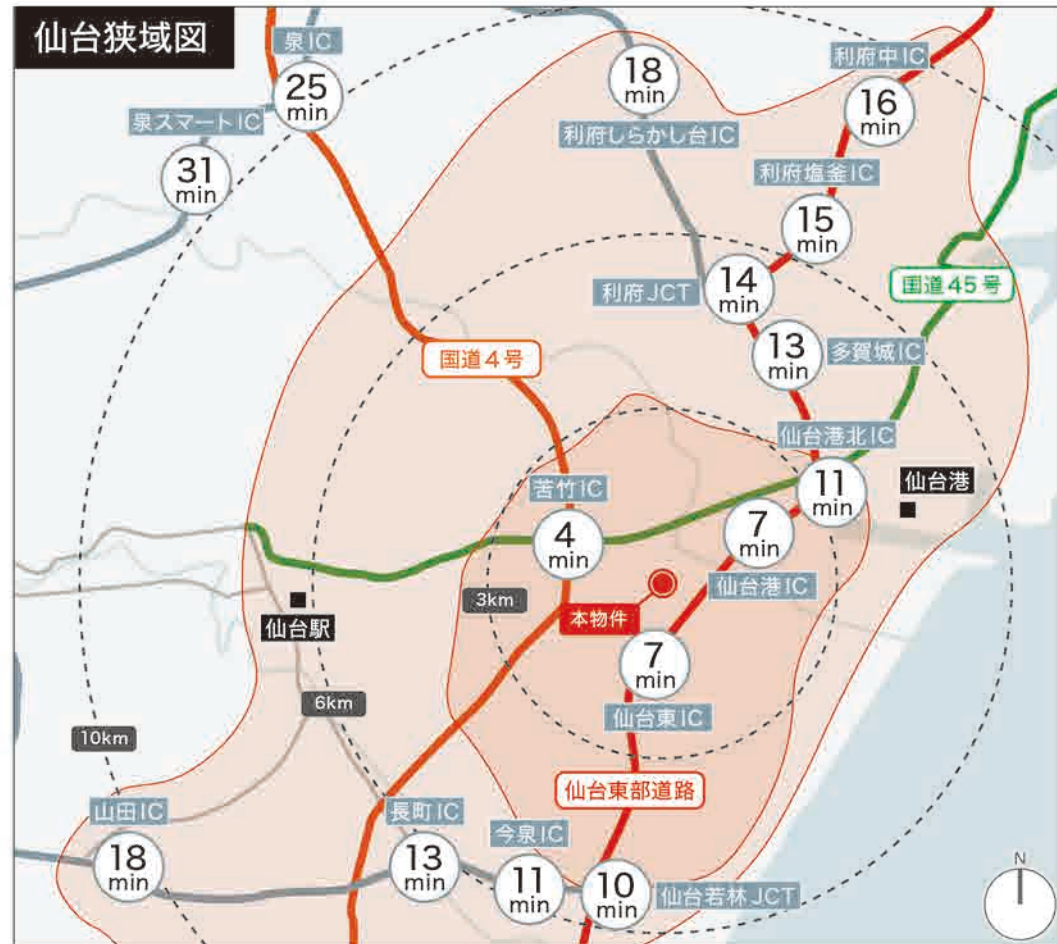 仙台狭域図
泉IC
25
min
泉スマートIC
31
min
18
min
利府しらかし台IC
利府中IC
16
min
利府塩釜IC
15
min
利府JCT
14
min
国道45号
国道4号
13
min
多賀城IC
仙台港北IC
11
min
仙台港
苦竹IC
4
min
7
min
仙台港IC
3km
本物件
仙台駅
7
min
仙台東IC
6km
10km
仙台東部道路
山田IC
18
min
長町IC
13
min
今泉IC
11
min
10
min
仙台若林JCT
N